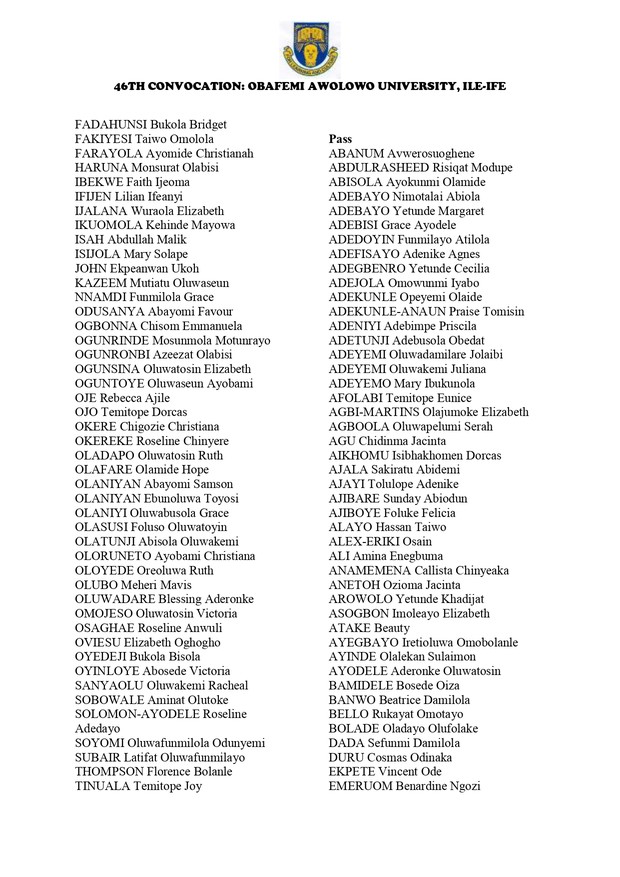 46TH CONVOCATION: OBAFEMI AWOLOWO UNIVERSITY, ILE-IFE
FADAHUNSI Bukola Bridget
FAKIYESI Taiwo Omolola
FARAYOLA Ayomide Christianah
HARUNA Monsurat Olabisi
IBEKWE Faith Ijeoma
IFIJEN Lilian Ifeanyi
IJALANA Wuraola Elizabeth
IKUOMOLA Kehinde Mayowa
ISAH Abdullah Malik
ISIJOLA Mary Solape
JOHN Ekpeanwan Ukoh
KAZEEM Mutiatu Oluwaseun
NNAMDI Funmilola Grace
ODUSANYA Abayomi Favour
OGBONNA Chisom Emmanuela
OGUNRINDE Mosunmola Motunrayo
OGUNRONBI Azeezat Olabisi
OGUNSINA Oluwatosin Elizabeth
OGUNTOYE Oluwaseun Ayobami
OJE Rebecca Ajile
OJO Temitope Dorcas
OKERE Chigozie Christiana
OKEREKE Roseline Chinyere
OLADAPO Oluwatosin Ruth
OLAFARE Olamide Hope
OLANIYAN Abayomi Samson
OLANIYAN Ebunoluwa Toyosi
OLANIYI Oluwabusola Grace
OLASUSI Foluso Oluwatoyin
OLATUNJI Abisola Oluwakemi
OLORUNETO Ayobami Christiana
OLOYEDE Oreoluwa Ruth
OLUBO Meheri Mavis
OLUWADARE Blessing Aderonke
OMOJESO Oluwatosin Victoria
OSAGHAE Roseline Anwuli
OVIESU Elizabeth Oghogho
OYEDEJI Bukola Bisola
OYINLOYE Abosede Victoria
SANYAOLU Oluwakemi Racheal
SOBOWALE Aminat Olutoke
SOLOMON-AYODELE Roseline
Adedayo
SOYOMI Oluwafunmilola Odunyemi
SUBAIR Latifat Oluwafunmilayo
THOMPSON Florence Bolanle
TINUALA Temitope Joy
Pass
ABANUM Avwerosuoghene
ABDULRASHEED Risiqat Modupe
ABISOLA Ayokunmi Olamide
ADEBAYO Nimotalai Abiola
ADEBAYO Yetunde Margaret
ADEBISI Grace Ayodele
ADEDOYIN Funmilayo Atilola
ADEFISAYO Adenike Agnes
ADEGBENRO Yetunde Cecilia
ADEJOLA Omowunmi Iyabo
ADEKUNLE Opeyemi Olaide
ADEKUNLE-ANAUN Praise Tomisin
ADENIYI Adebimpe Priscila
ADETUNJI Adebusola Obedat
ADEYEMI Oluwadamilare Jolaibi
ADEYEMI Oluwakemi Juliana
ADEYEMO Mary Ibukunola
AFOLABI Temitope Eunice
AGBI-MARTINS Olajumoke Elizabeth
AGBOOLA Oluwapelumi Serah
AGU Chidinma Jacinta
AIKHOMU Isibhakhomen Dorcas
AJALA Sakiratu Abidemi
AJAYI Tolulope Adenike
AJIBARE Sunday Abiodun
AJIBOYE Foluke Felicia
ALAYO Hassan Taiwo
ALEX-ERIKI Osain
ALI Amina Enegbuma
ANAMEMENA Callista Chinyeaka
ANETOH Ozioma Jacinta
AROWOLO Yetunde Khadijat
ASOGBON Imoleayo Elizabeth
ATAKE Beauty
AYEGBAYO Iretioluwa Omobolanle
AYINDE Olalekan Sulaimon
AYODELE Aderonke Oluwatosin
BAMIDELE Bosede Oiza
BANWO Beatrice Damilola
BELLO Rukayat Omotayo
BOLADE Oladayo Olufolake
DADA Sefunmi Damilola
DURU Cosmas Odinaka
EKPETE Vincent Ode
EMERUOM Benardine Ngozi